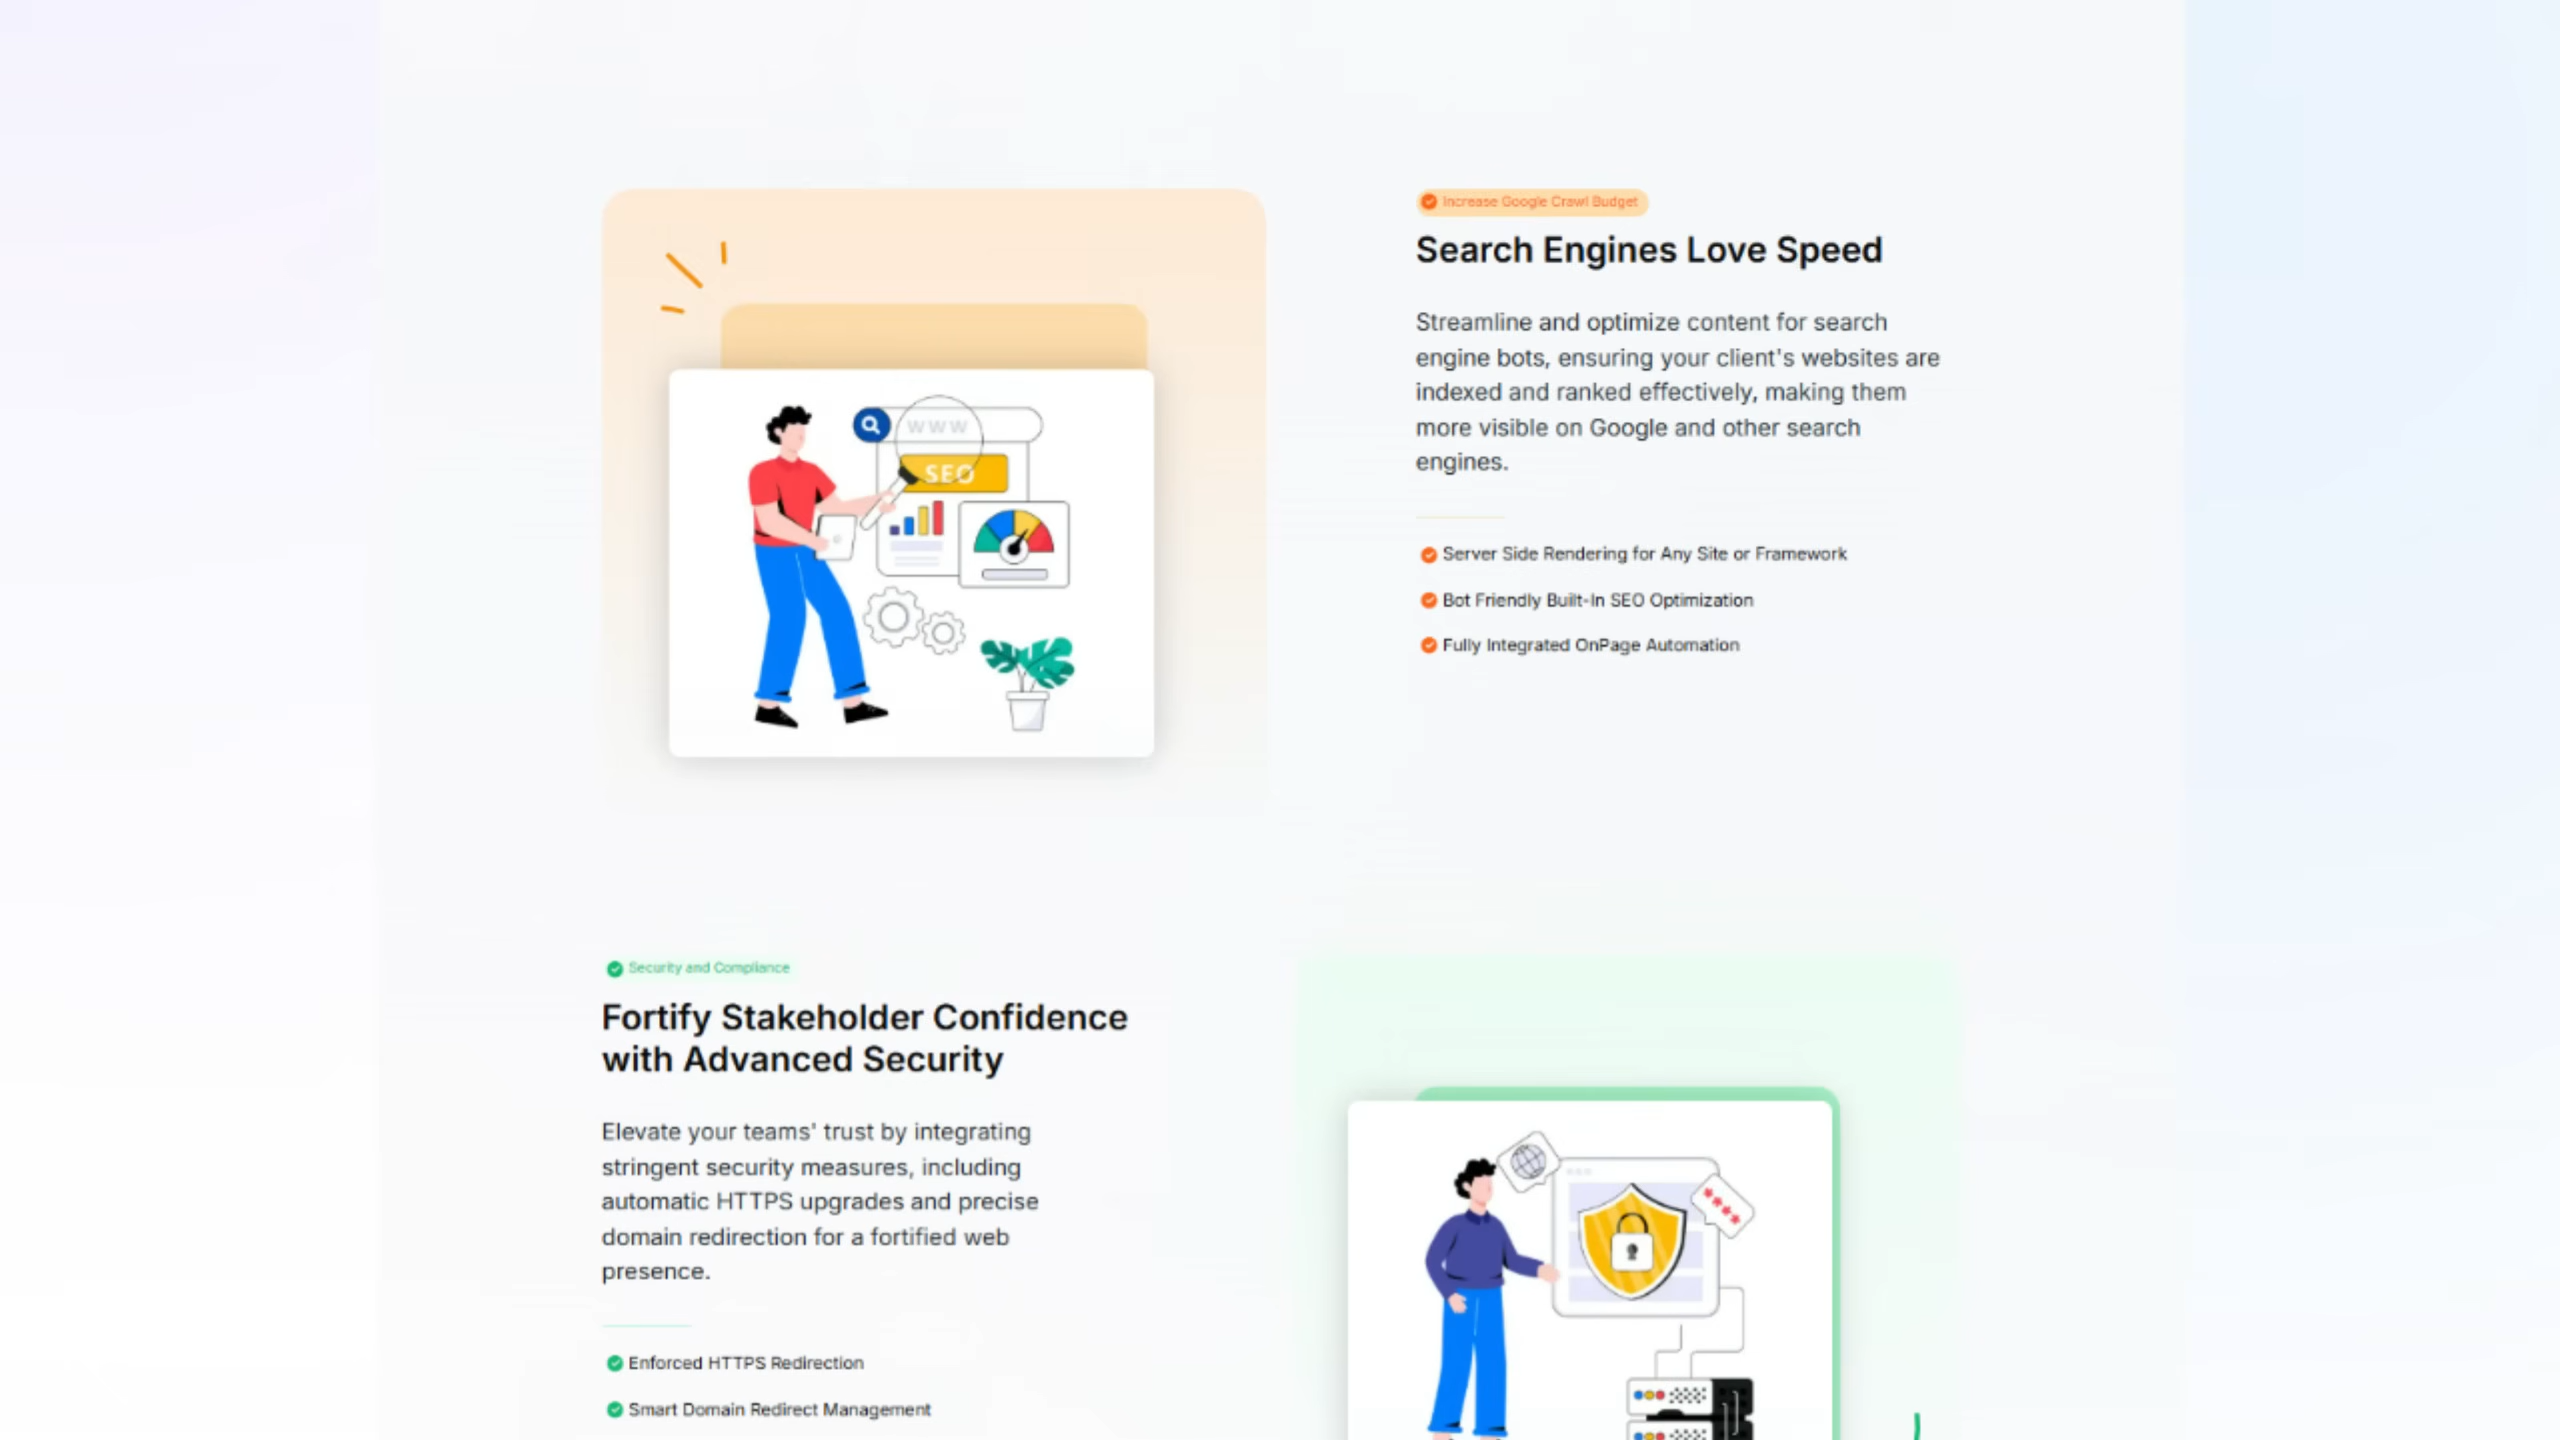 Increase Google Crawl Budget
Search Engines Love Speed
Streamline and optimize content for search
engine bots, ensuring your client's websites are
indexed and ranked effectively, making them
more visible on Google and other search
engines.
Server Side Rendering for Any Site or Framework
Bot Friendly Built-In SEO Optimization
Fully Integrated OnPage Automation
WWW
SEO
Security and Compliance
Fortify Stakeholder Confidence
with Advanced Security
Elevate your teams' trust by integrating
stringent security measures, including
automatic HTTPS upgrades and precise
domain redirection for a fortified web
presence.
Enforced HTTPS Redirection
Smart Domain Redirect Management